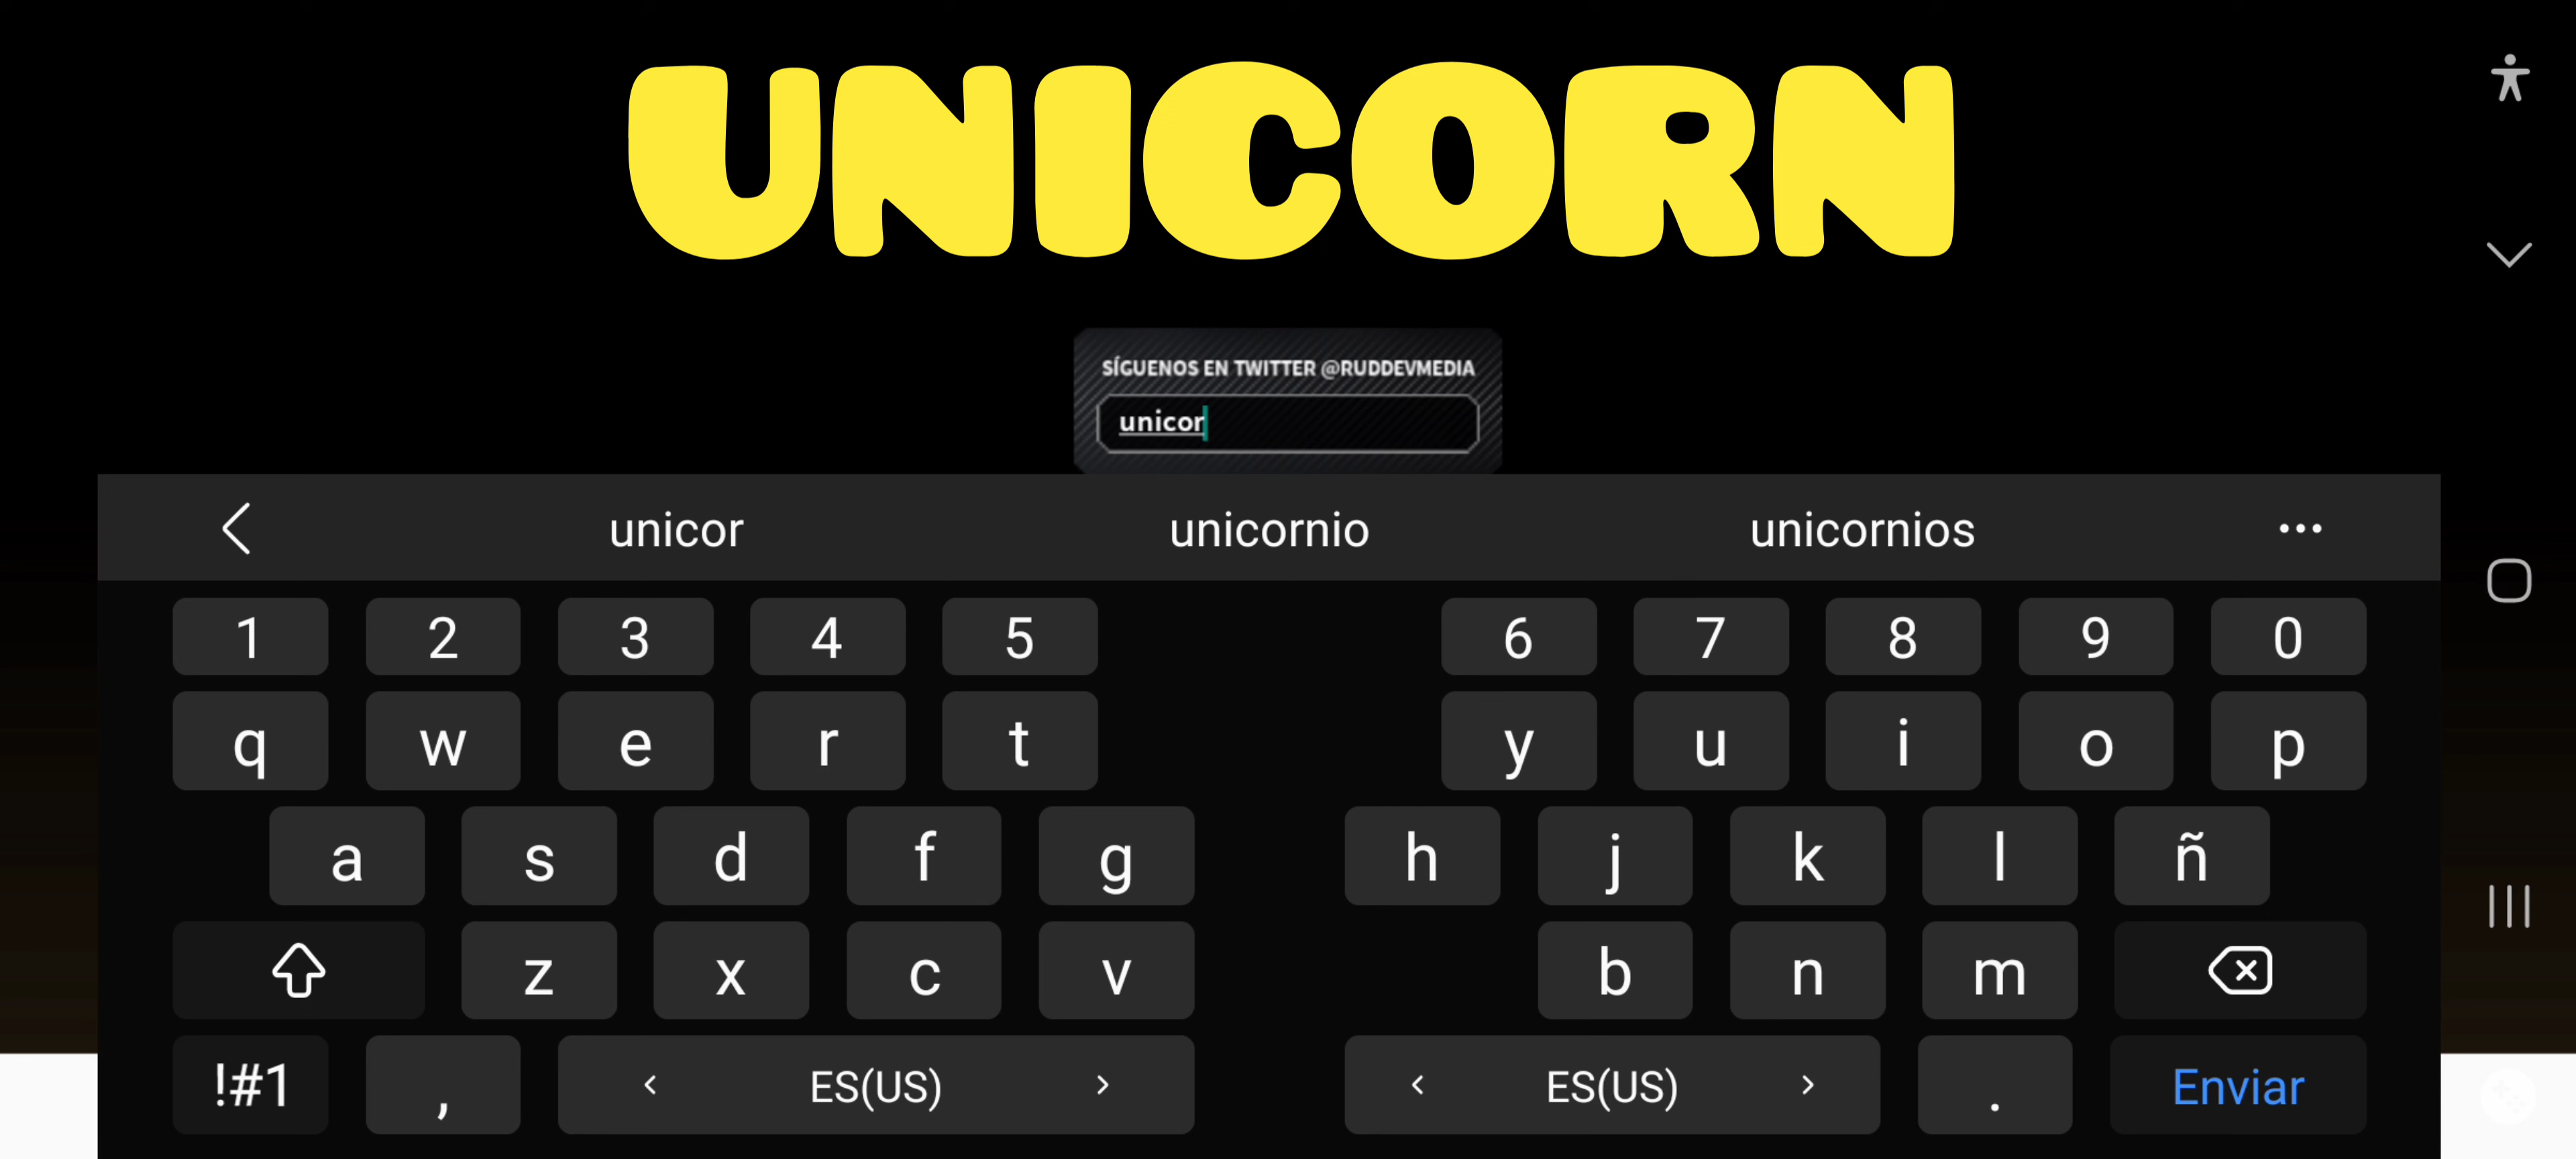 UNICORN
SÍGUENOS EN TWITTER @RUDDEVMEDIA
unicor
unicor unicornio unicornios
1 2 3 4 5 6 7 8 9 0
q w e r t y u i o p
a s d f g h j k l ñ
z x c v b n m
!#1 , < ES(US) > < ES(US) > . Enviar